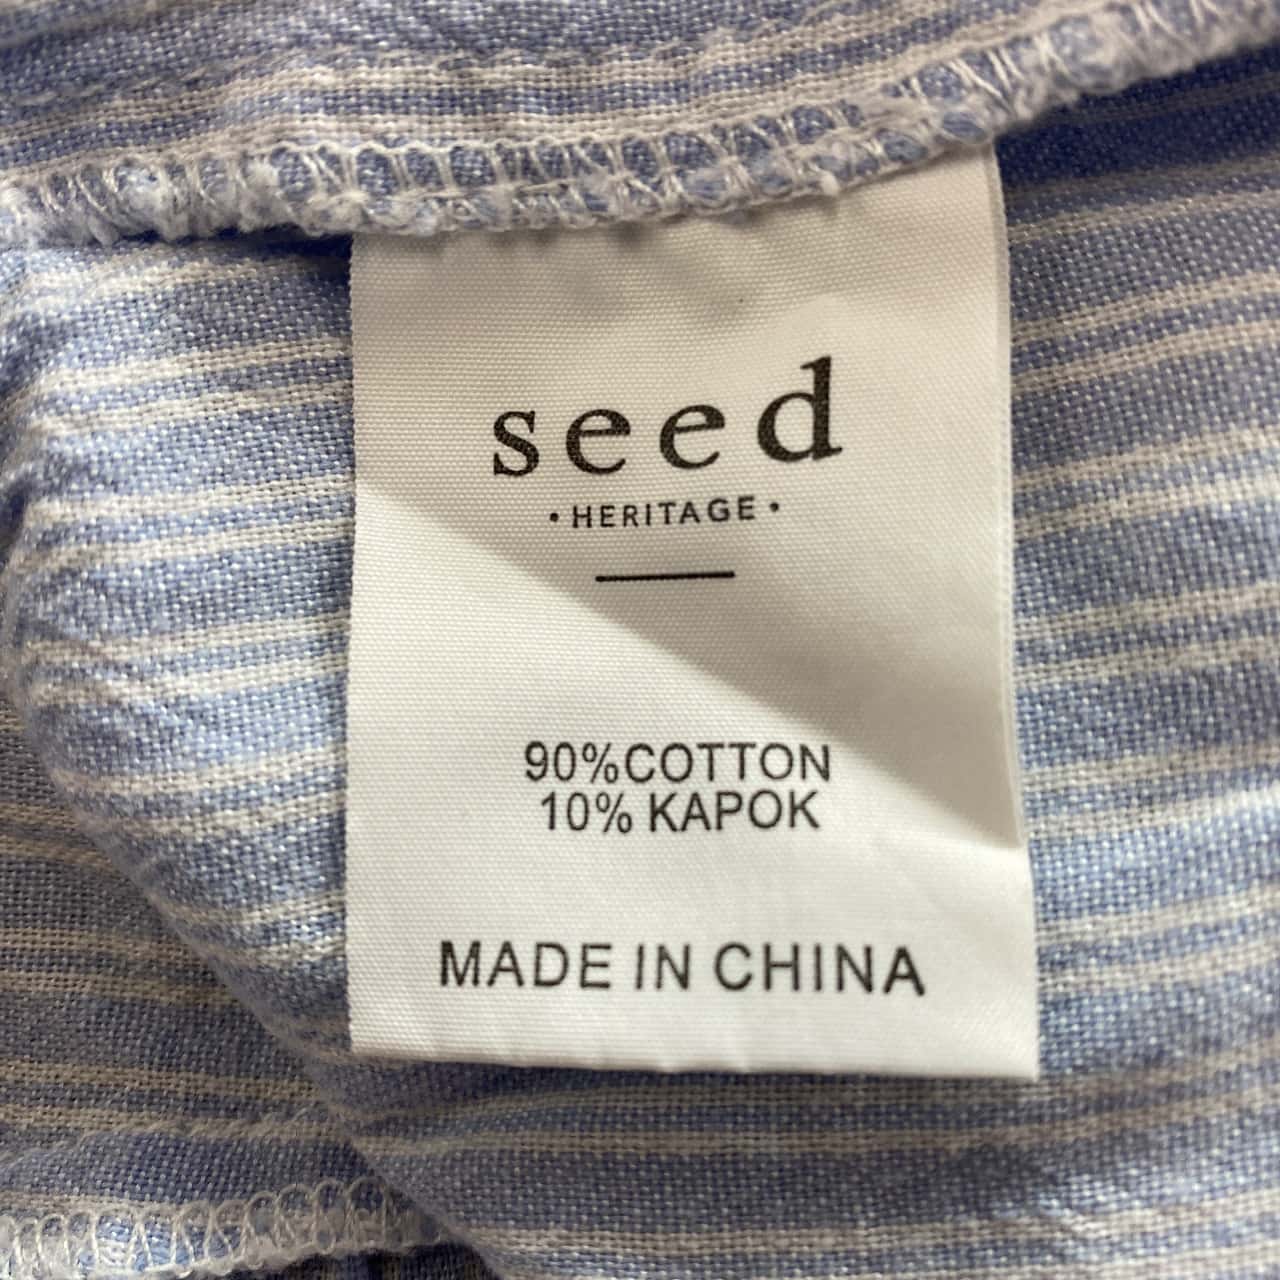 seed
• HERITAGE •
90%COTTON
10% KAPOK
MADE IN CHINA